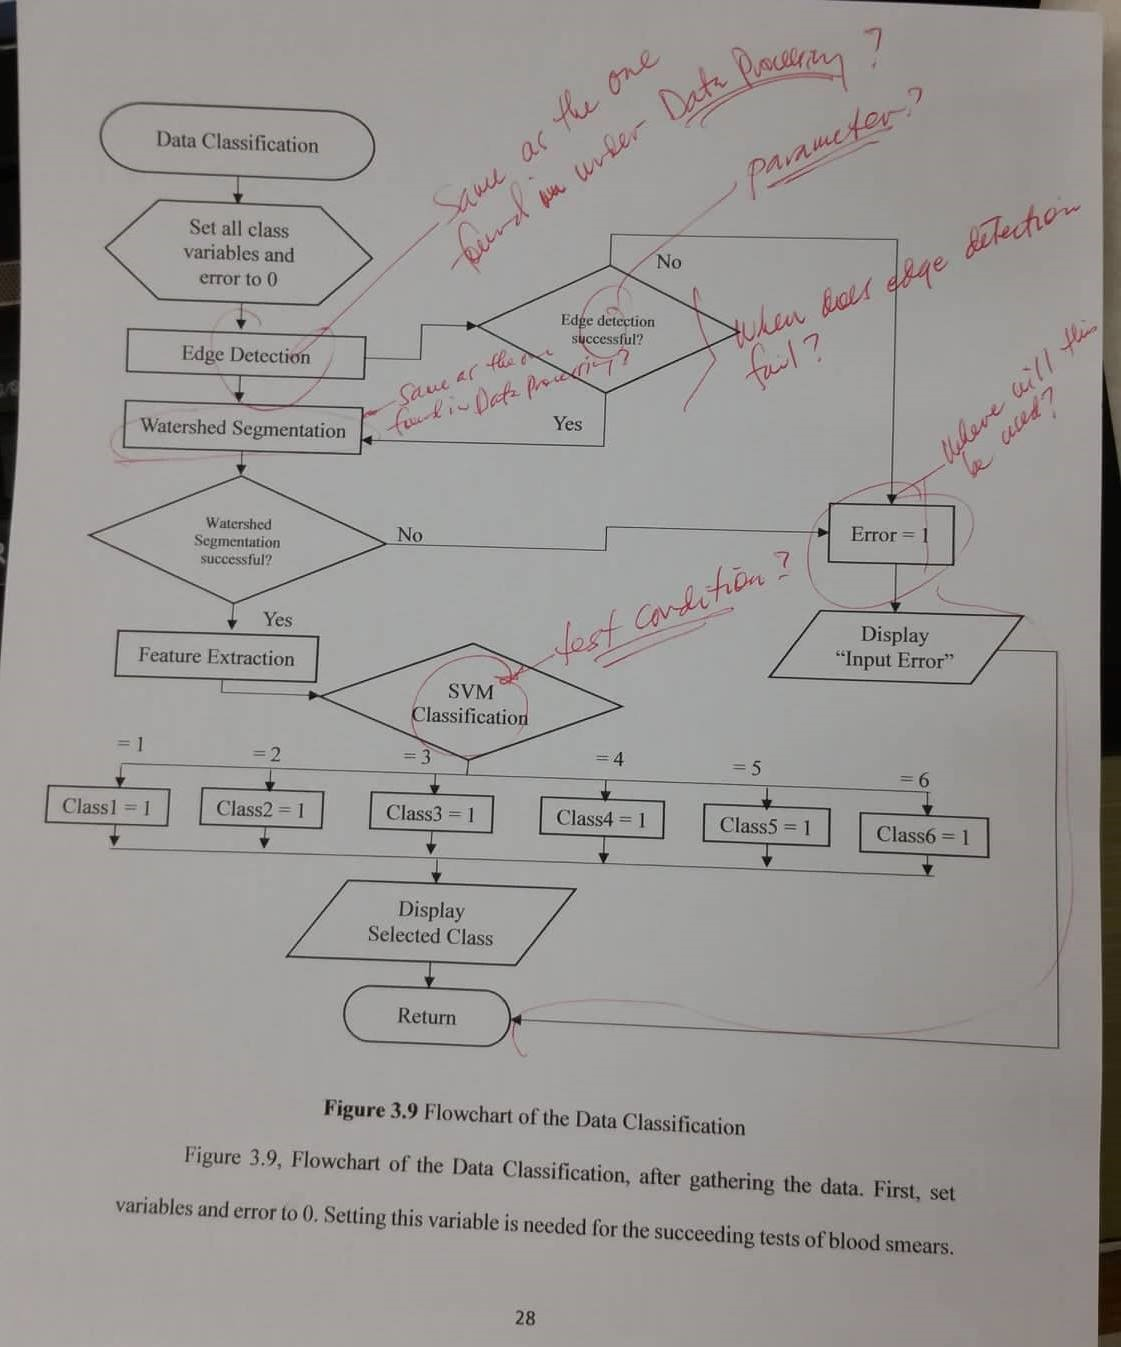 Same as the one
found in under Data Processing?
parameter?
Data Classification
Set all class
variables and
error to 0
No
Edge detection
successful?
When does edge detection
fail?
Edge Detection
Same as the one
found in Data Processing?
Where will this
be used?
Watershed Segmentation
Yes
Watershed
Segmentation
successful?
No
Error = 1
test condition?
Yes
Feature Extraction
Display
“Input Error”
SVM
Classification
= 1
= 2
= 3
= 4
= 5
= 6
Class1 = 1
Class2 = 1
Class3 = 1
Class4 = 1
Class5 = 1
Class6 = 1
Display
Selected Class
Return
Figure 3.9 Flowchart of the Data Classification
Figure 3.9, Flowchart of the Data Classification, after gathering the data. First, set
variables and error to 0. Setting this variable is needed for the succeeding tests of blood smears.
28